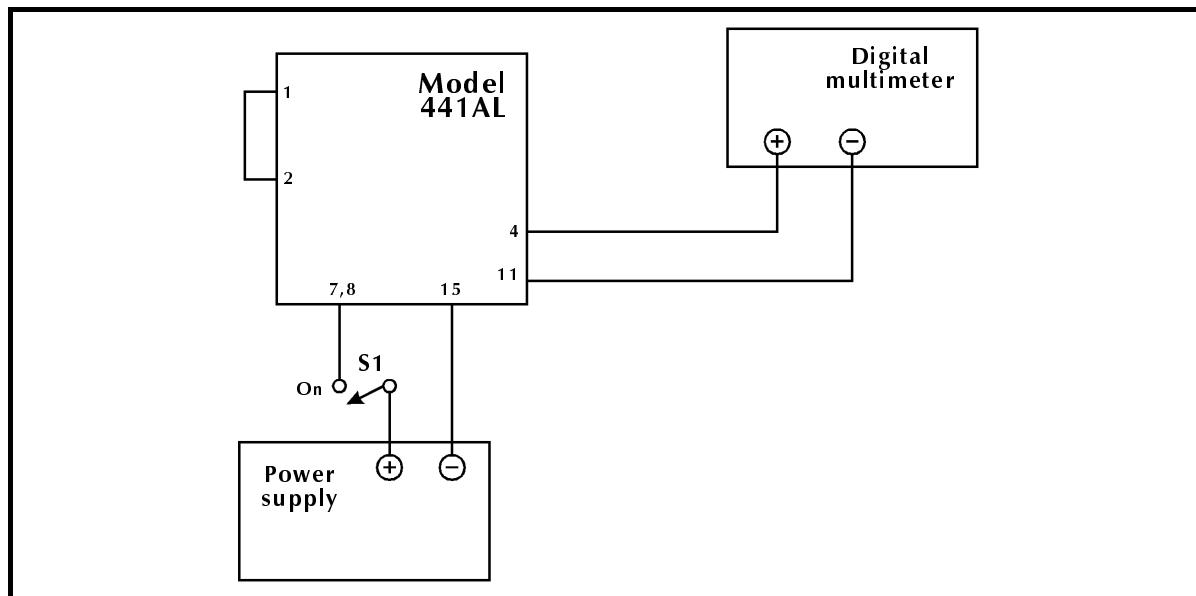 Model
441AL
1
2
4
11
7,8
15
Digital
multimeter
+
−
S1
On
Power
supply
+
−